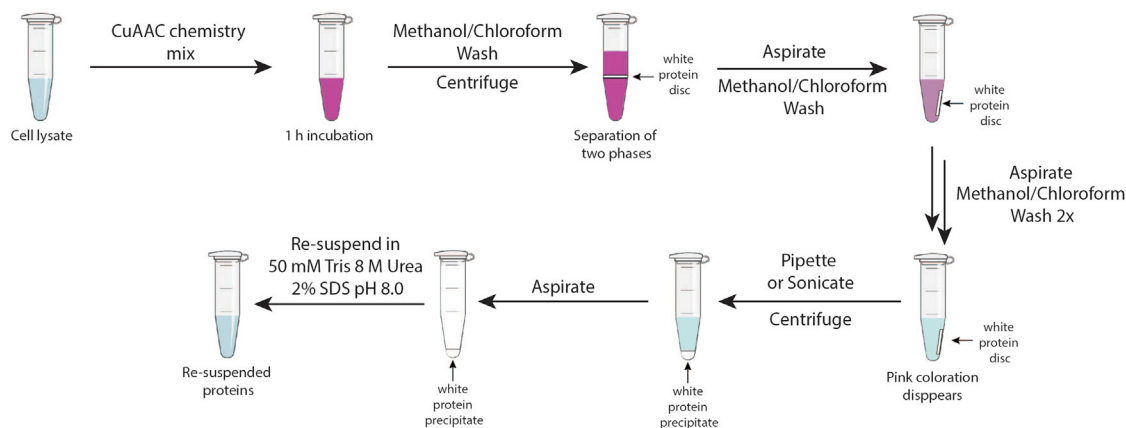 CuAAC chemistry
mix
Methanol/Chloroform
Wash
Centrifuge
Aspirate
Methanol/Chloroform
Wash
white
protein
disc
white
protein
disc
Cell lysate
1 h incubation
Separation of
two phases
Aspirate
Methanol/Chloroform
Wash 2x
Re-suspend in
50 mM Tris 8 M Urea
2% SDS pH 8.0
Aspirate
Pipette
or Sonicate
Centrifuge
white
protein
disc
Re-suspended
proteins
white
protein
precipitate
white
protein
precipitate
Pink coloration
disppears